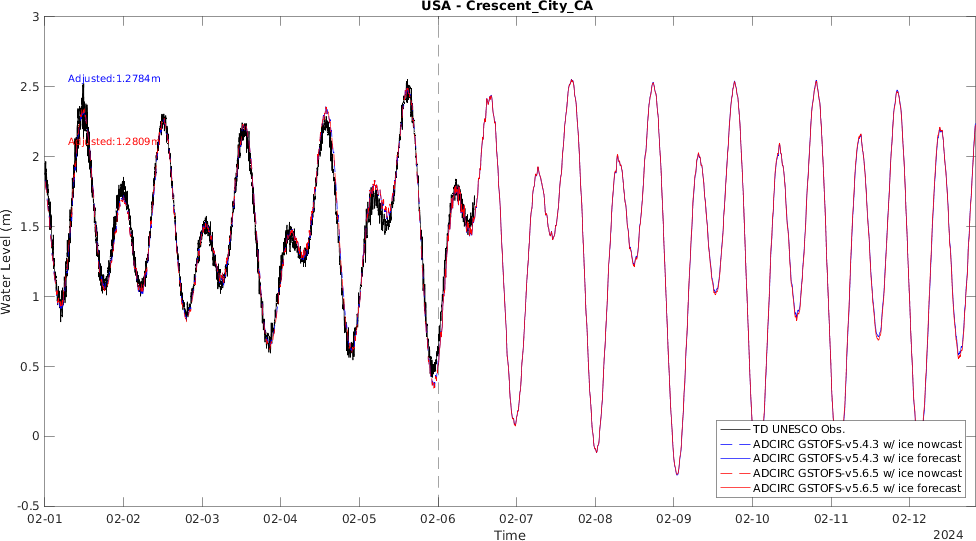 USA - Crescent_City_CA
3
2.5
2
1.5
1
0.5
0
-0.5
Water Level (m)
Adjusted:1.2784m
Adjusted:1.2809m
TD UNESCO Obs.
ADCIRC GSTOFS-v5.4.3 w/ ice nowcast
ADCIRC GSTOFS-v5.4.3 w/ ice forecast
ADCIRC GSTOFS-v5.6.5 w/ ice nowcast
ADCIRC GSTOFS-v5.6.5 w/ ice forecast
02-01 02-02 02-03 02-04 02-05 02-06 02-07 02-08 02-09 02-10 02-11 02-12
Time
2024